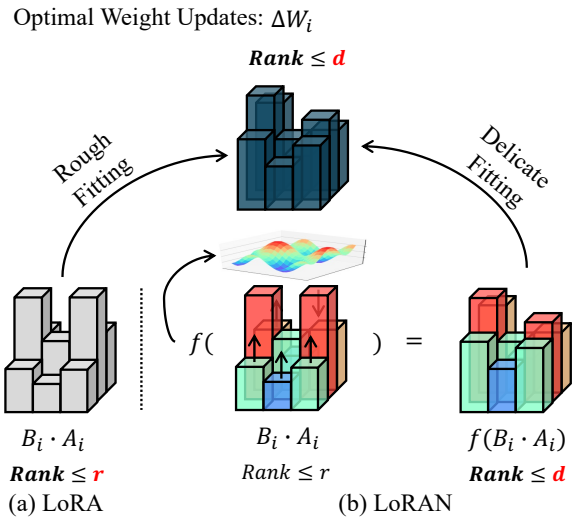 Optimal Weight Updates: ΔW_i
Rank ≤ d
Rough Fitting
Delicate Fitting
f( ) =
B_i · A_i
B_i · A_i
f(B_i · A_i)
Rank ≤ r
Rank ≤ r
Rank ≤ d
(a) LoRA
(b) LoRAN